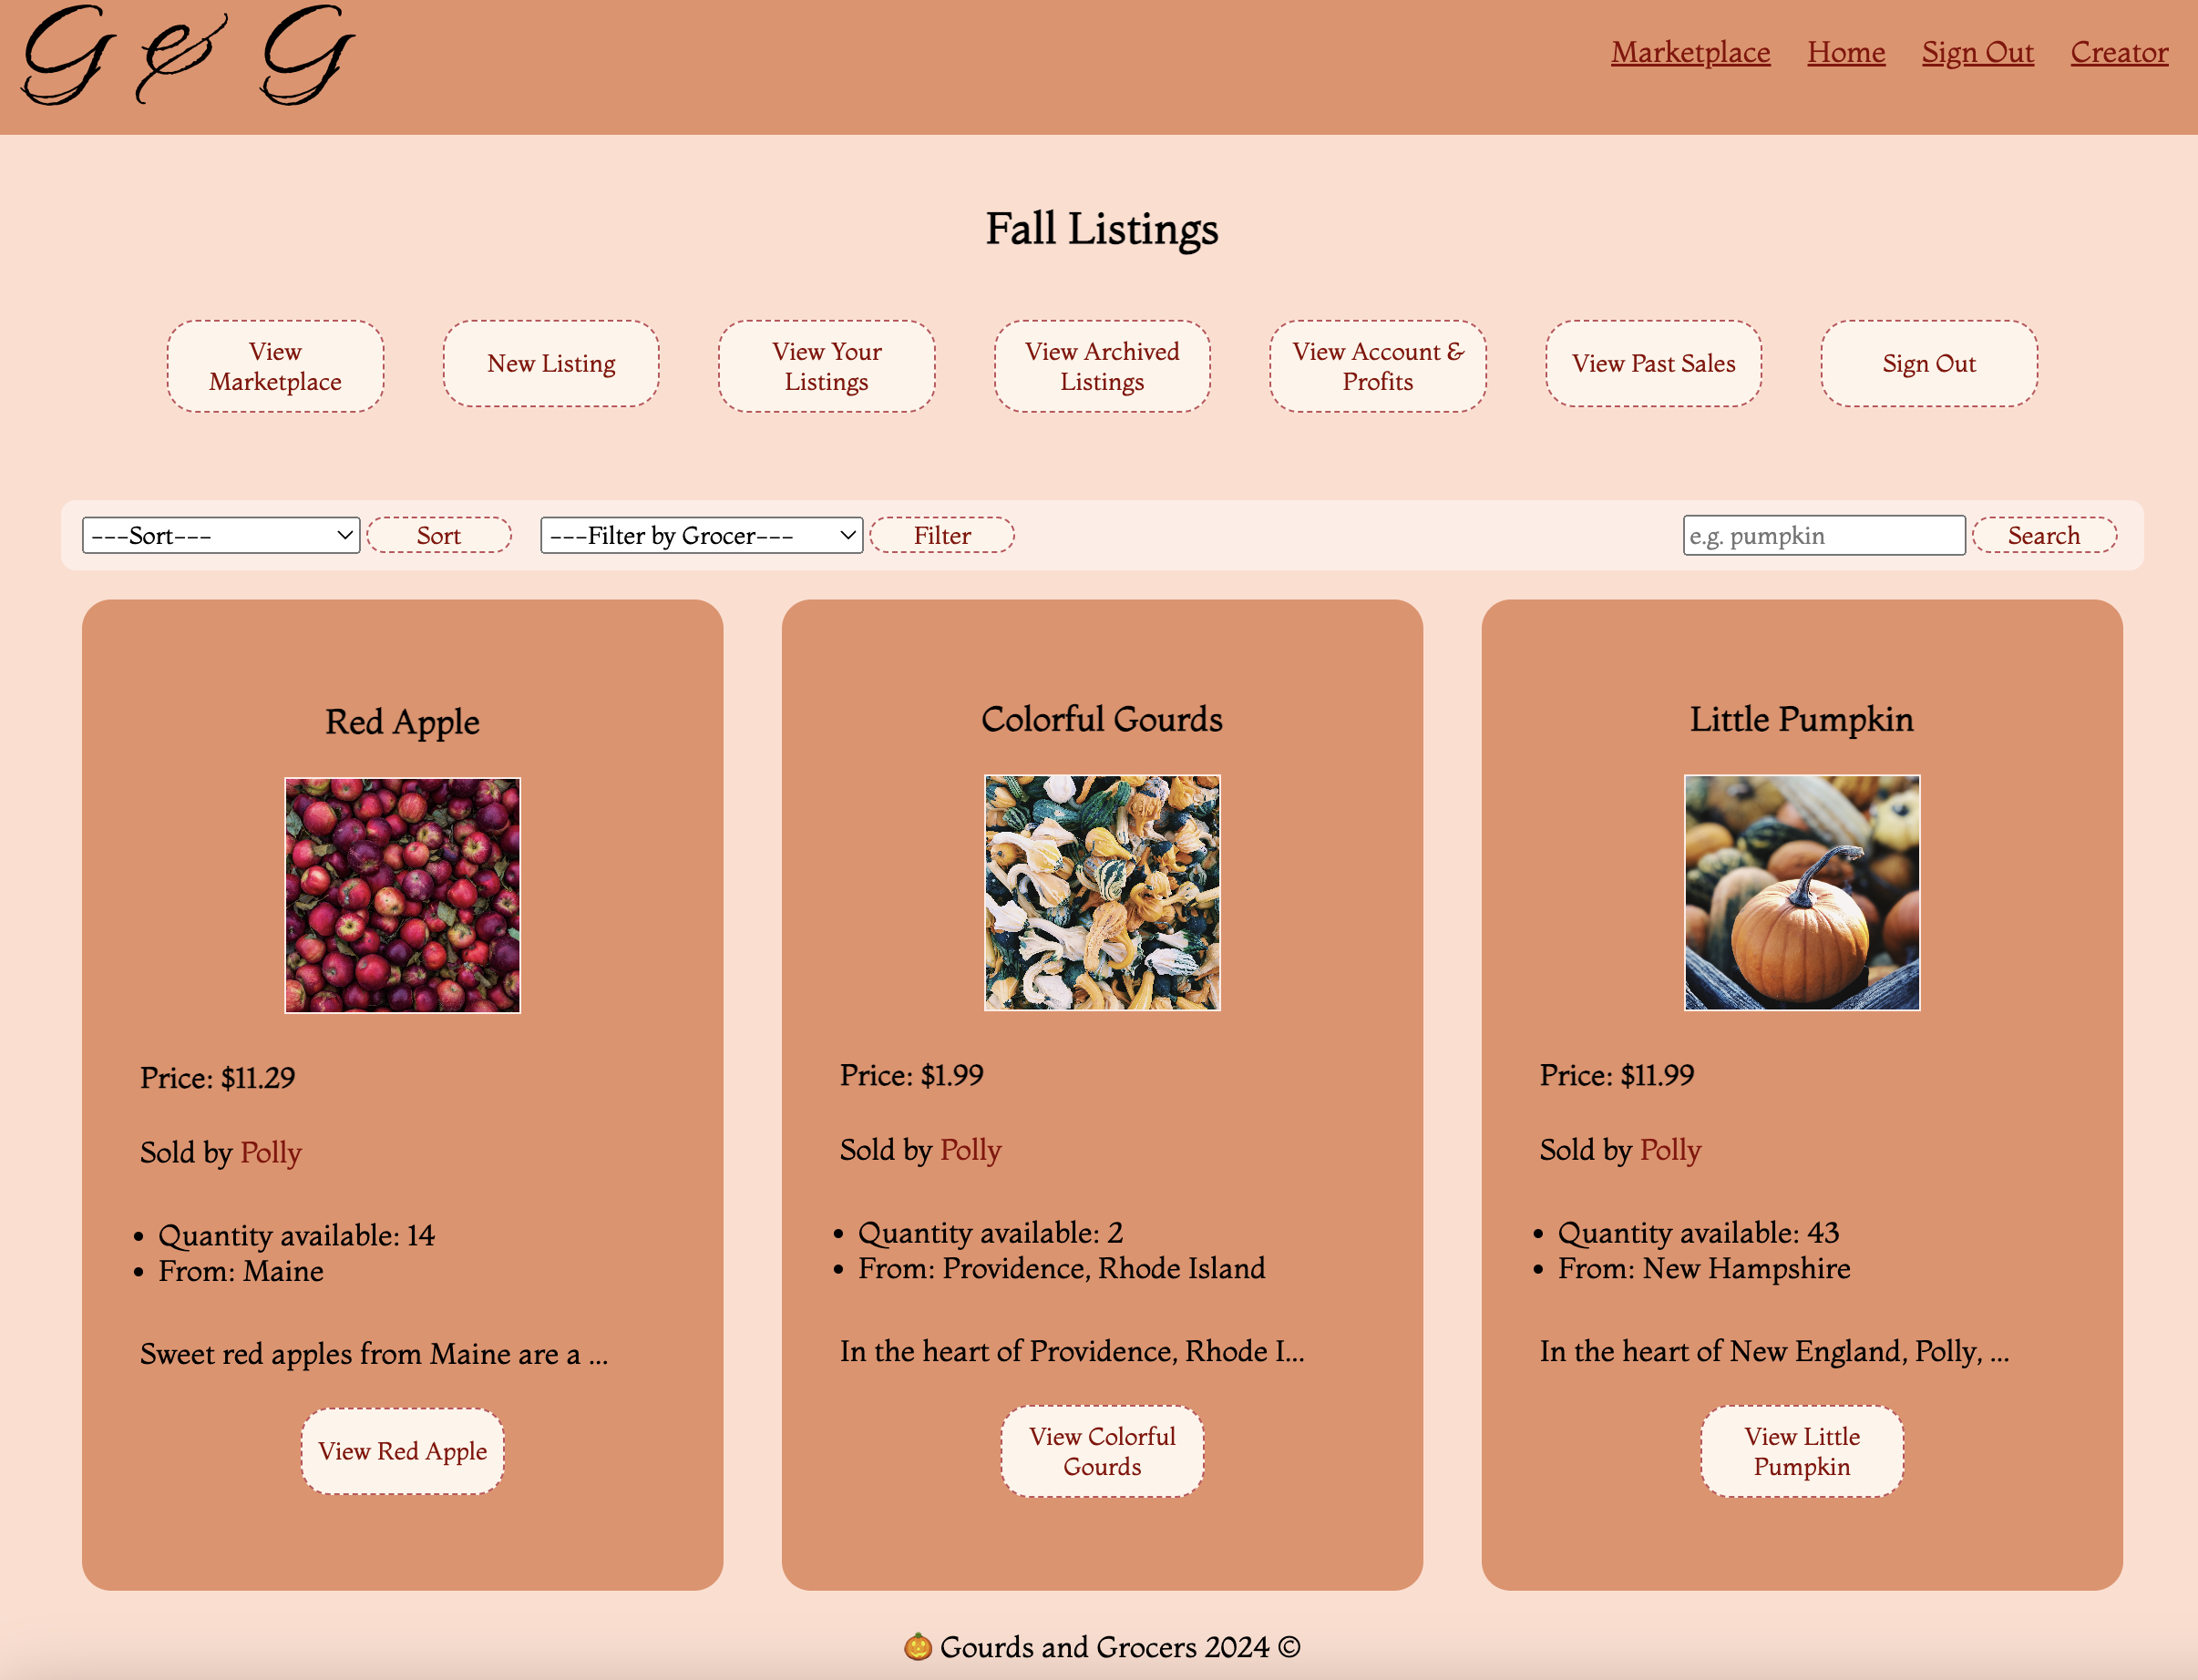 G & G
Marketplace Home Sign Out Creator
Fall Listings
View
Marketplace
New Listing
View Your
Listings
View Archived
Listings
View Account &
Profits
View Past Sales
Sign Out
---Sort---
Sort
---Filter by Grocer---
Filter
e.g. pumpkin
Search
Red Apple
Price: $11.29
Sold by Polly
• Quantity available: 14
• From: Maine
Sweet red apples from Maine are a ...
View Red Apple
Colorful Gourds
Price: $1.99
Sold by Polly
• Quantity available: 2
• From: Providence, Rhode Island
In the heart of Providence, Rhode I...
View Colorful
Gourds
Little Pumpkin
Price: $11.99
Sold by Polly
• Quantity available: 43
• From: New Hampshire
In the heart of New England, Polly, ...
View Little
Pumpkin
🎃 Gourds and Grocers 2024 ©